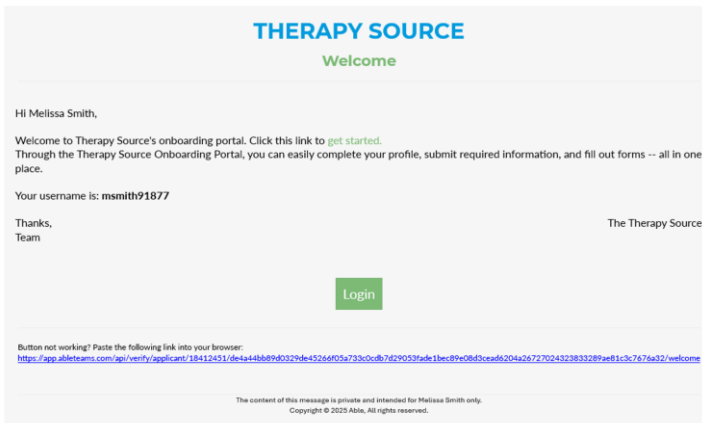 THERAPY SOURCE
Welcome
Hi Melissa Smith,
Welcome to Therapy Source's onboarding portal. Click this link to get started.
Through the Therapy Source Onboarding Portal, you can easily complete your profile, submit required information, and fill out forms -- all in one
place.
Your username is: msmith91877
Thanks, The Therapy Source
Team
Login
Button not working? Paste the following link into your browser:
https://app.ableteams.com/api/verify/applicant/18412451/de4a44bb89d0329de45266f05a733c0cdb7d29053fade1bec89e08d3cead6204a26727024323833289ae81c3c7676a32/welcome
The content of this message is private and intended for Melissa Smith only.
Copyright © 2025 Able, All rights reserved.